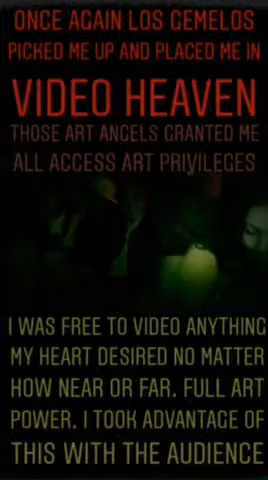 ONCE AGAIN LOS GEMELOS
PICKED ME UP AND PLACED ME IN
VIDEO HEAVEN
THOSE ART ANGELS GRANTED ME
ALL ACCESS ART PRIVILEGES
I WAS FREE TO VIDEO ANYTHING
MY HEART DESIRED NO MATTER
HOW NEAR OR FAR. FULL ART
POWER. I TOOK ADVANTAGE OF
THIS WITH THE AUDIENCE